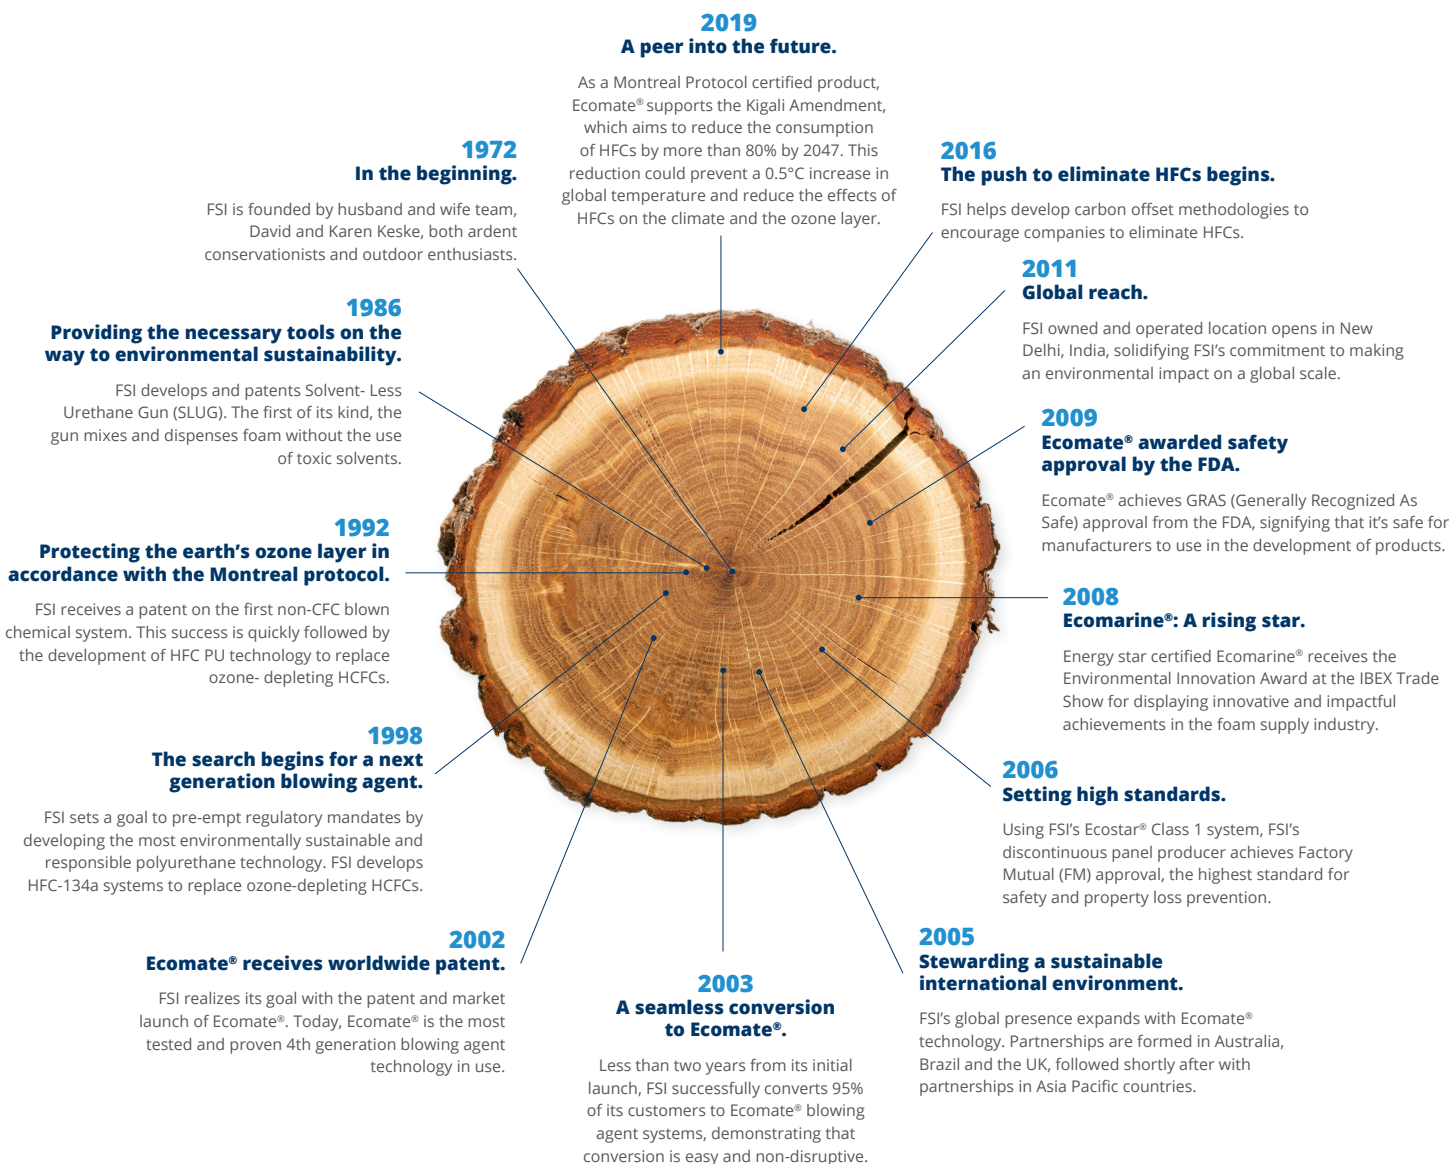 2019
A peer into the future.
As a Montreal Protocol certified product,
Ecomate® supports the Kigali Amendment,
which aims to reduce the consumption
of HFCs by more than 80% by 2047. This
reduction could prevent a 0.5°C increase in
global temperature and reduce the effects of
HFCs on the climate and the ozone layer.
1972
In the beginning.
FSI is founded by husband and wife team,
David and Karen Keske, both ardent
conservationists and outdoor enthusiasts.
1986
Providing the necessary tools on the
way to environmental sustainability.
FSI develops and patents Solvent- Less
Urethane Gun (SLUG). The first of its kind, the
gun mixes and dispenses foam without the use
of toxic solvents.
1992
Protecting the earth's ozone layer in
accordance with the Montreal protocol.
FSI receives a patent on the first non-CFC blown
chemical system. This success is quickly followed by
the development of HFC PU technology to replace
ozone- depleting HCFCs.
1998
The search begins for a next
generation blowing agent.
FSI sets a goal to pre-empt regulatory mandates by
developing the most environmentally sustainable and
responsible polyurethane technology. FSI develops
HFC-134a systems to replace ozone-depleting HCFCs.
2002
Ecomate® receives worldwide patent.
FSI realizes its goal with the patent and market
launch of Ecomate®. Today, Ecomate® is the most
tested and proven 4th generation blowing agent
technology in use.
2003
A seamless conversion
to Ecomate®.
Less than two years from its initial
launch, FSI successfully converts 95%
of its customers to Ecomate® blowing
agent systems, demonstrating that
conversion is easy and non-disruptive.
2005
Stewarding a sustainable
international environment.
FSI's global presence expands with Ecomate®
technology. Partnerships are formed in Australia,
Brazil and the UK, followed shortly after with
partnerships in Asia Pacific countries.
2006
Setting high standards.
Using FSI's Ecostar® Class 1 system, FSI's
discontinuous panel producer achieves Factory
Mutual (FM) approval, the highest standard for
safety and property loss prevention.
2008
Ecomarine®: A rising star.
Energy star certified Ecomarine® receives the
Environmental Innovation Award at the IBEX Trade
Show for displaying innovative and impactful
achievements in the foam supply industry.
2009
Ecomate® awarded safety
approval by the FDA.
Ecomate® achieves GRAS (Generally Recognized As
Safe) approval from the FDA, signifying that it's safe for
manufacturers to use in the development of products.
2011
Global reach.
FSI owned and operated location opens in New
Delhi, India, solidifying FSI's commitment to making
an environmental impact on a global scale.
2016
The push to eliminate HFCs begins.
FSI helps develop carbon offset methodologies to
encourage companies to eliminate HFCs.